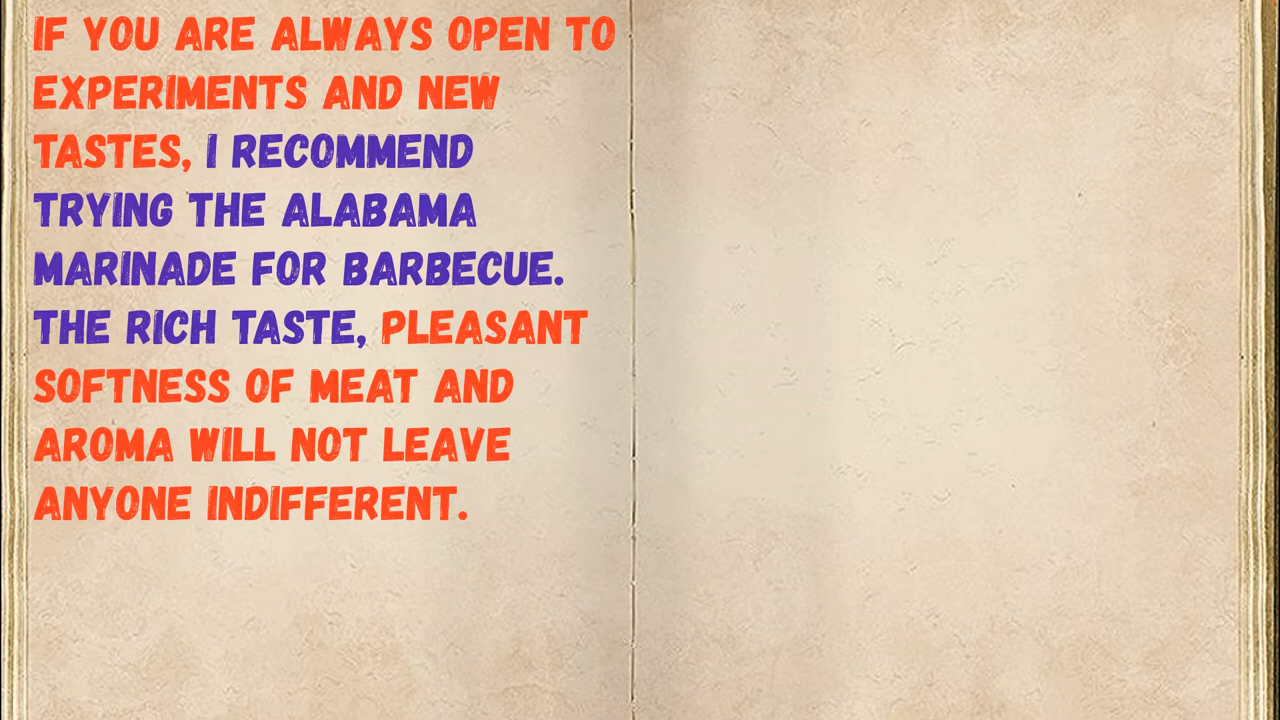 IF YOU ARE ALWAYS OPEN TO
EXPERIMENTS AND NEW
TASTES, I RECOMMEND
TRYING THE ALABAMA
MARINADE FOR BARBECUE.
THE RICH TASTE, PLEASANT
SOFTNESS OF MEAT AND
AROMA WILL NOT LEAVE
ANYONE INDIFFERENT.